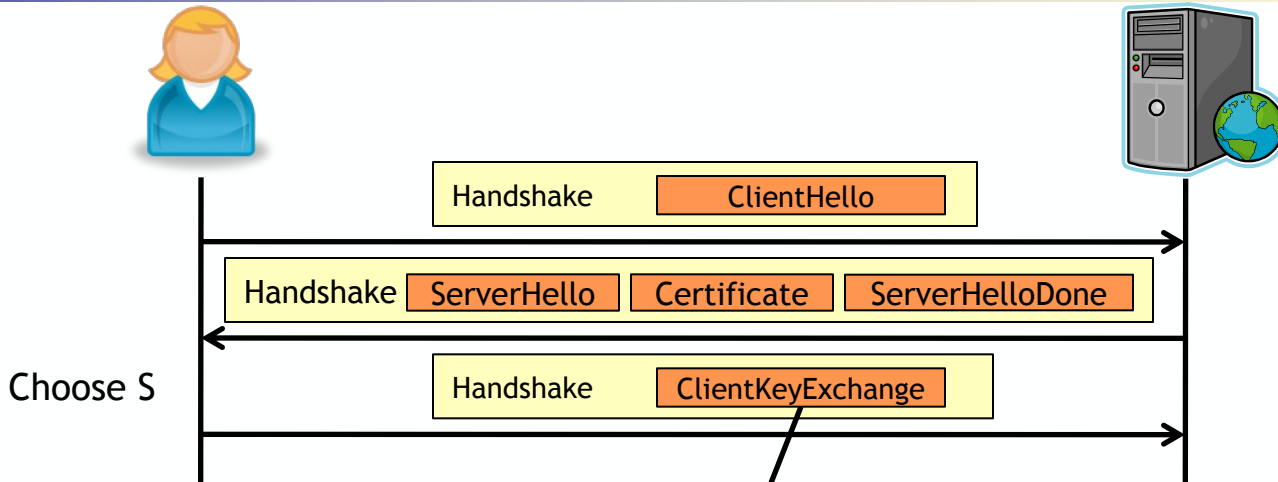 Handshake ClientHello
Handshake ServerHello Certificate ServerHelloDone
Choose S
Handshake ClientKeyExchange